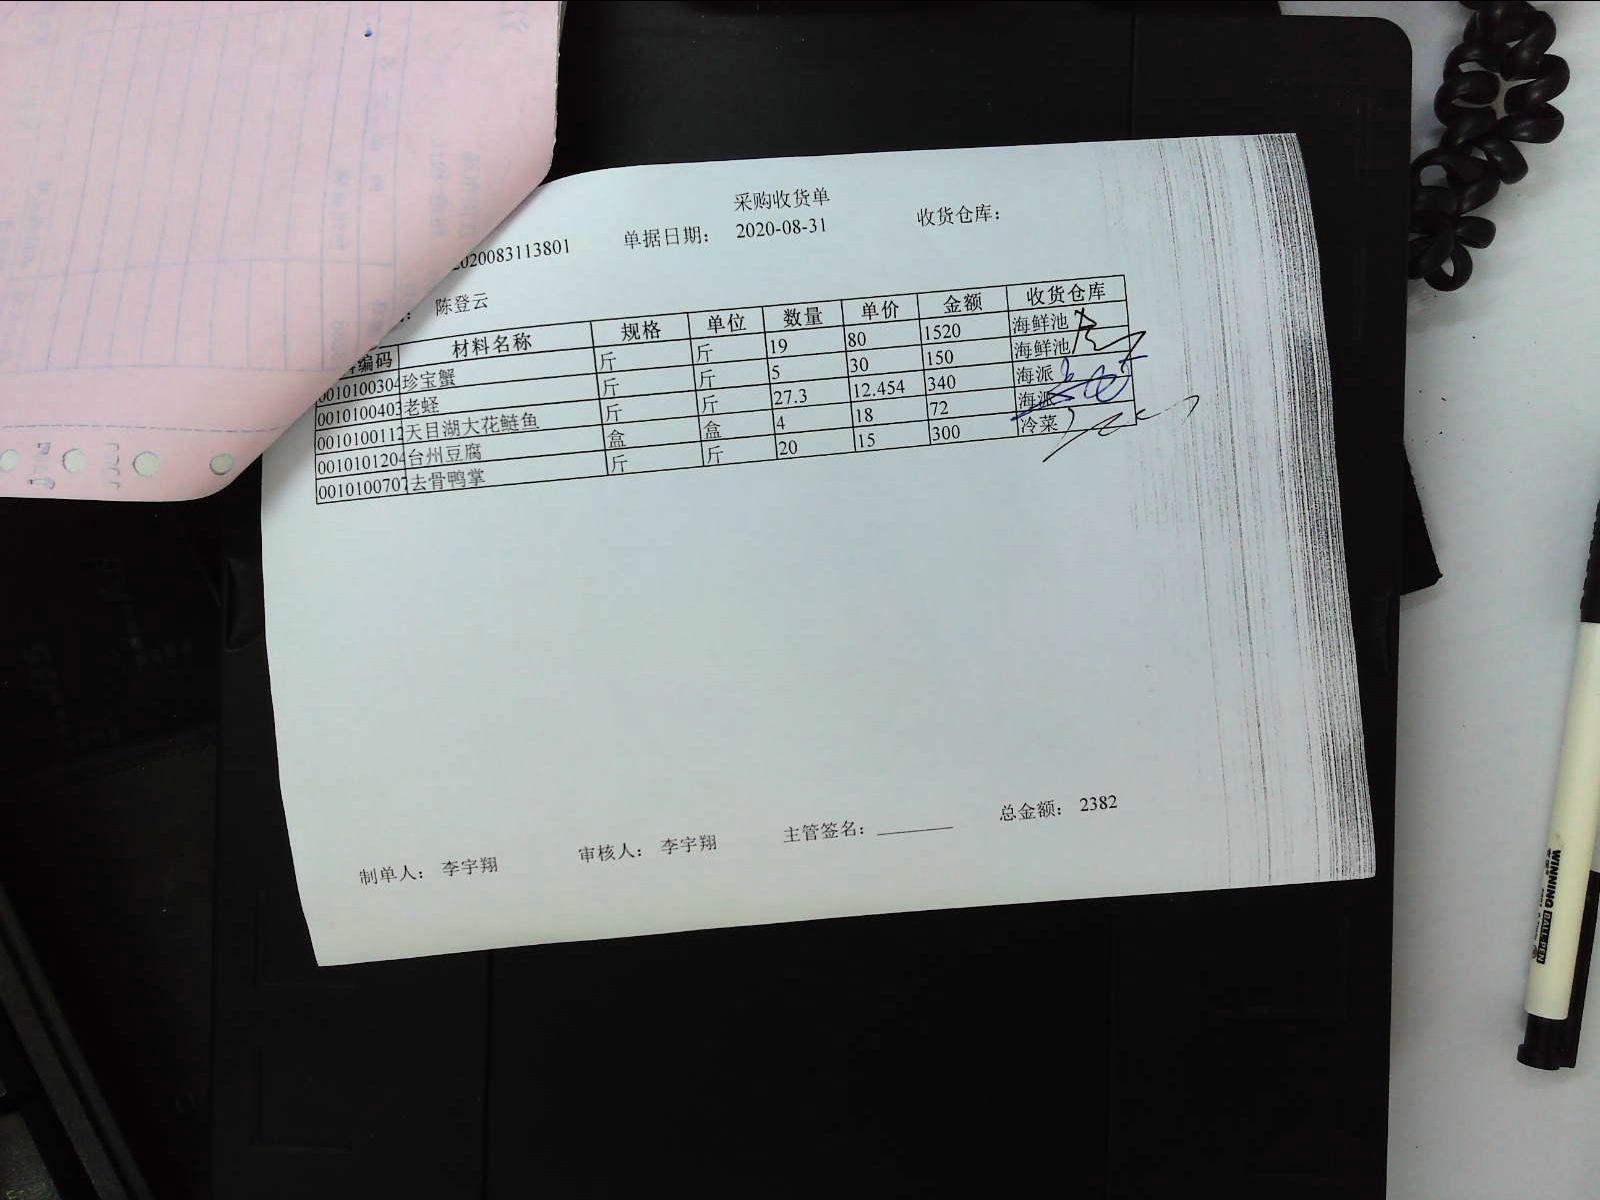 采购收货单
2020083113801 单据日期： 2020-08-31 收货仓库：
陈登云
编码 材料名称 规格 单位 数量 单价 金额 收货仓库
0010100304 珍宝蟹 斤 斤 19 80 1520 海鲜池
0010100403 老蛏 斤 斤 5 30 150 海鲜池
0010100112 天目湖大花鲢鱼 斤 斤 27.3 12.454 340 海派
0010101204 台州豆腐 盒 盒 4 18 72 海派
0010100707 去骨鸭掌 斤 斤 20 15 300 冷菜
制单人： 李宇翔 审核人： 李宇翔 主管签名： 总金额： 2382
WINNING BALL-PEN